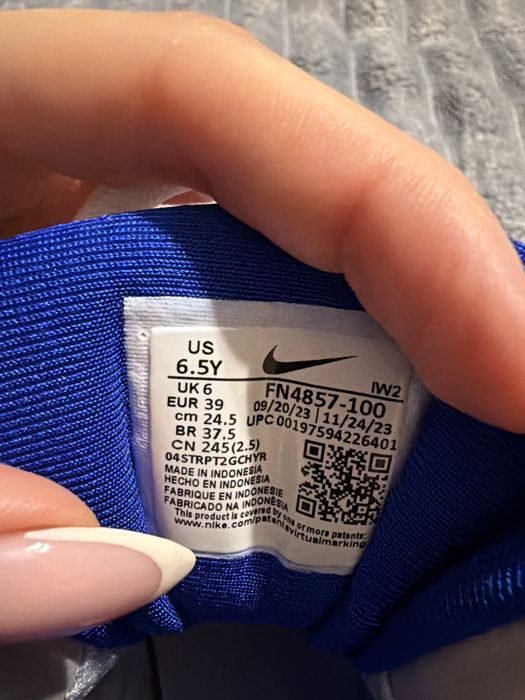 US
6.5Y
UK 6
EUR 39
cm 24.5
BR 37.5
CN 245(2.5)
IW2
FN4857-100
09/20/23 | 11/24/23
UPC 00197594226401
04STRPT2GCHYR
MADE IN INDONESIA
HECHO EN INDONESIA
FABRIQUE EN INDONESIE
FABRICADO NA INDONÉSIA
This product is covered by one or more patents:
www.nike.com/patentsvirtualmarking